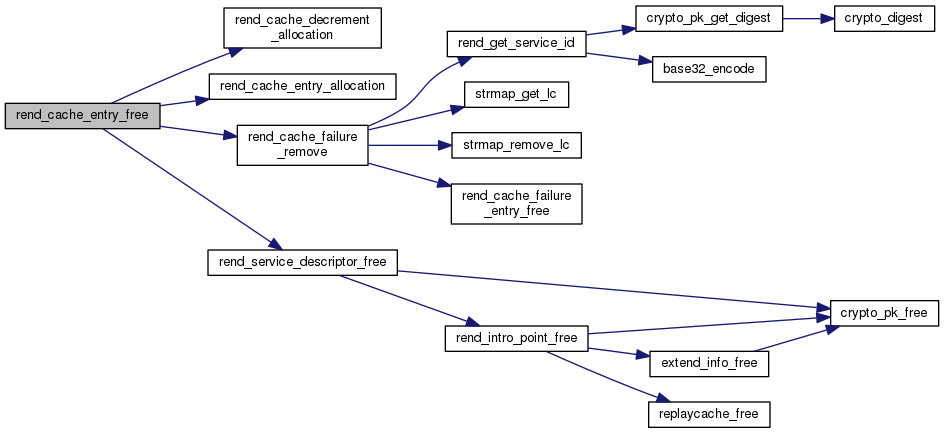 rend_cache_entry_free
rend_cache_decrement
_allocation
rend_cache_entry_allocation
rend_cache_failure
_remove
rend_service_descriptor_free
rend_get_service_id
strmap_get_lc
strmap_remove_lc
rend_cache_failure
_entry_free
rend_intro_point_free
crypto_pk_get_digest
base32_encode
extend_info_free
replaycache_free
crypto_digest
crypto_pk_free